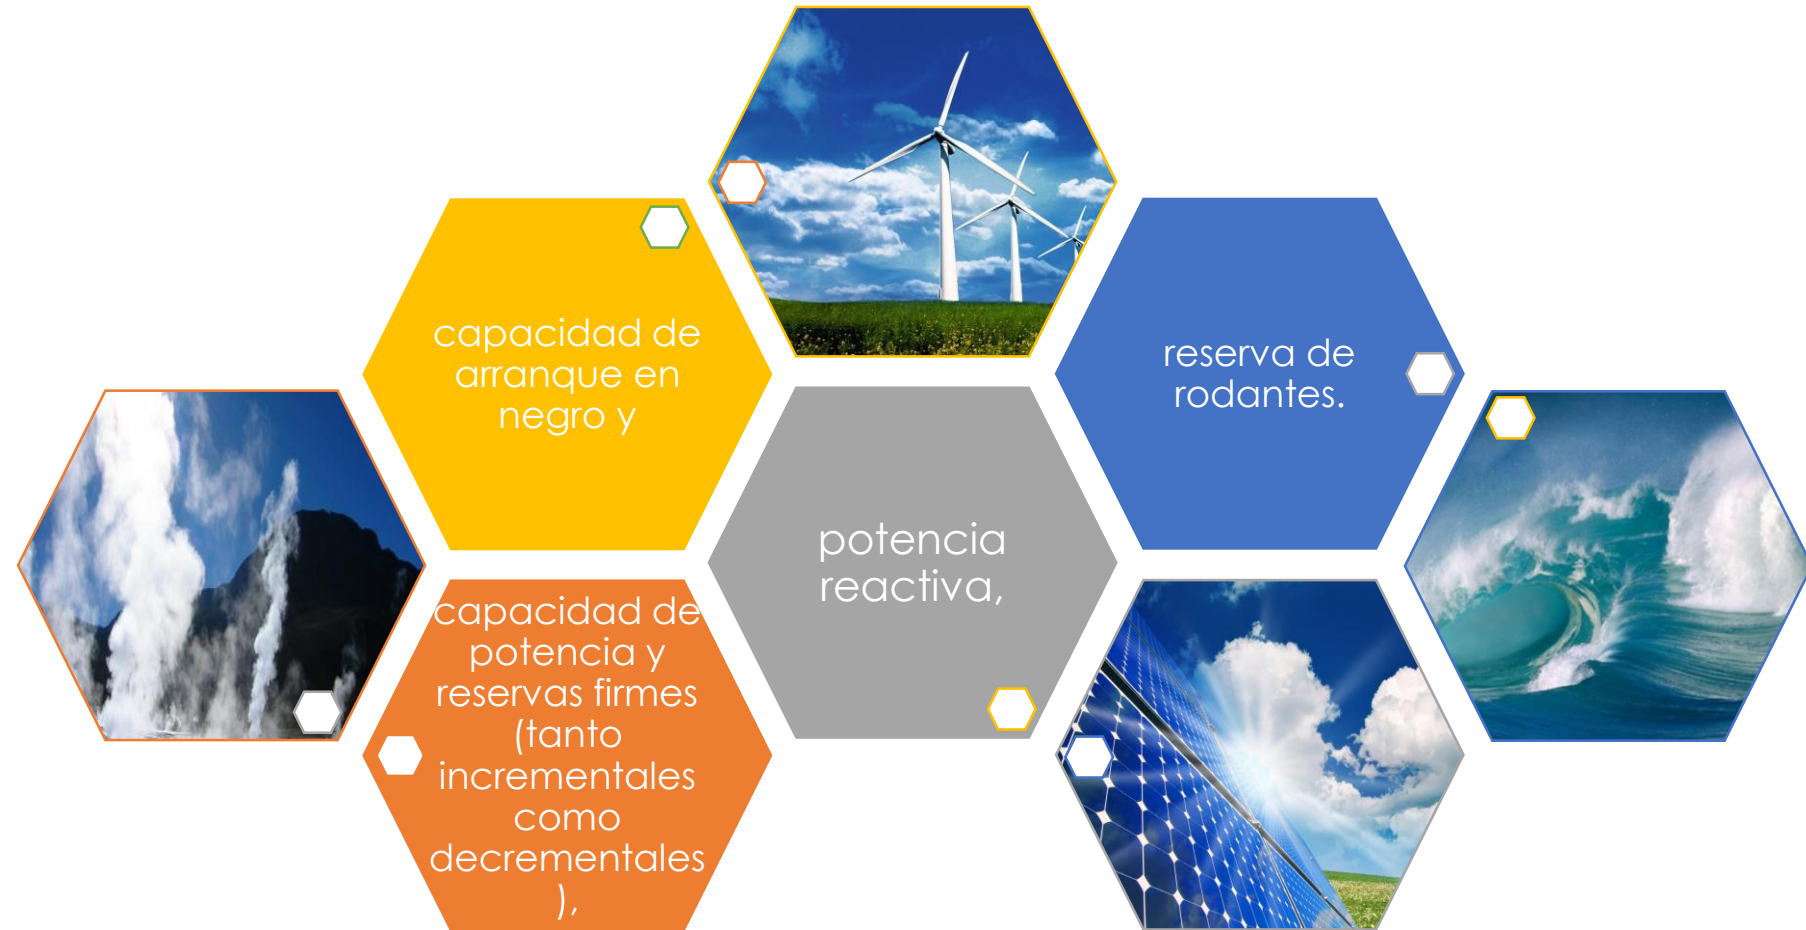 capacidad de
arranque en
negro y
reserva de
rodantes.
potencia
reactiva,
capacidad de
potencia y
reservas firmes
(tanto
incrementales
como
decrementales
),